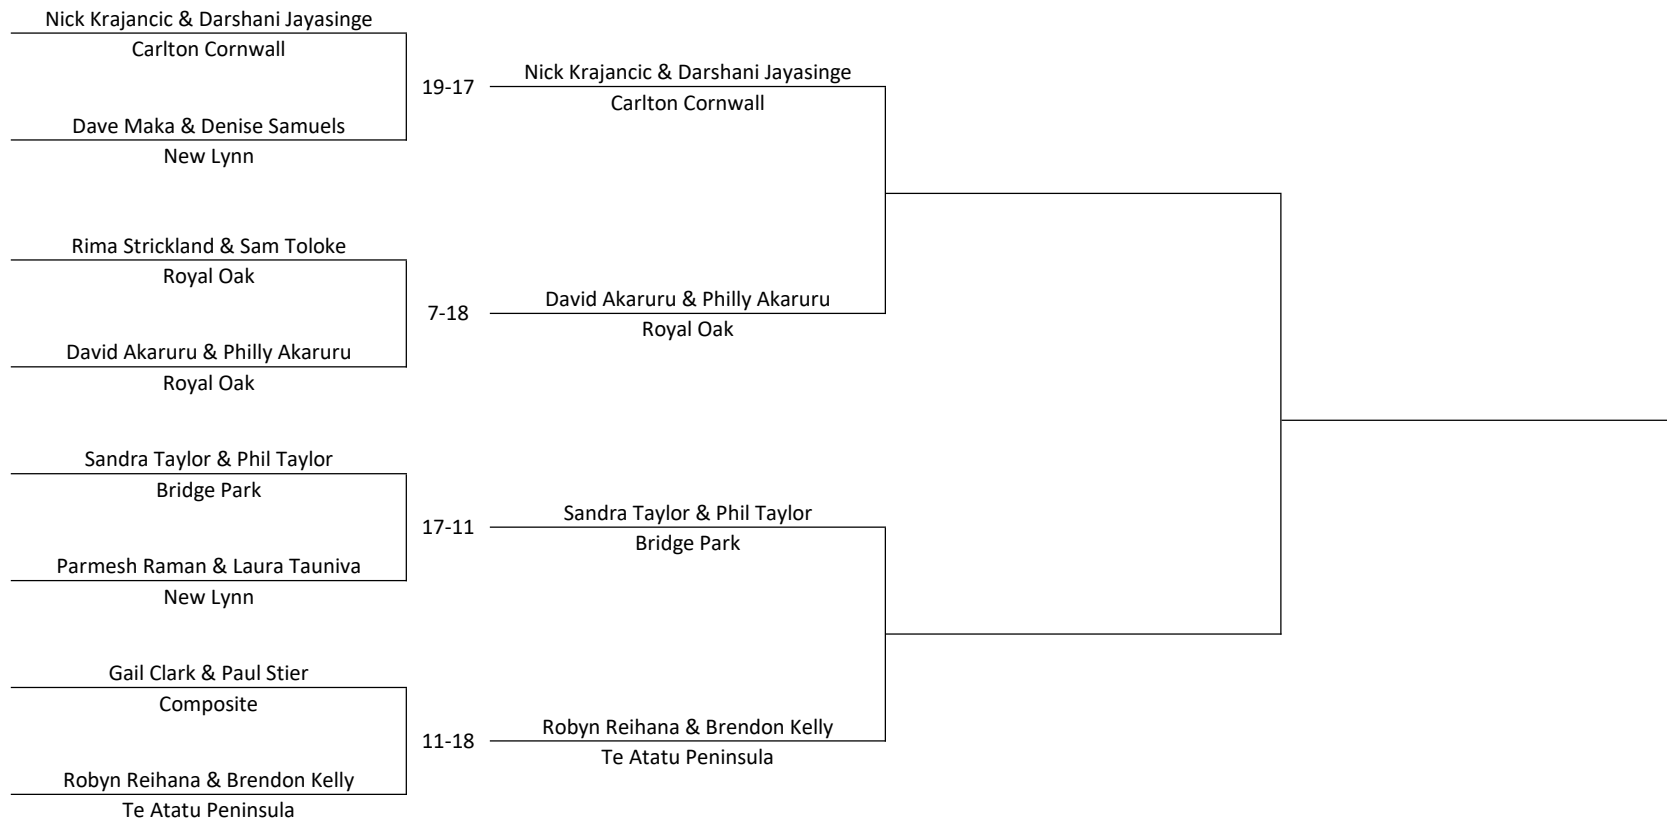 Nick Krajancic & Darshani Jayasinge
Carlton Cornwall
Dave Maka & Denise Samuels
New Lynn
Rima Strickland & Sam Toloke
Royal Oak
David Akaruru & Philly Akaruru
Royal Oak
Sandra Taylor & Phil Taylor
Bridge Park
Parmesh Raman & Laura Tauniva
New Lynn
Gail Clark & Paul Stier
Composite
Robyn Reihana & Brendon Kelly
Te Atatu Peninsula
19-17
7-18
17-11
11-18
Nick Krajancic & Darshani Jayasinge
Carlton Cornwall
David Akaruru & Philly Akaruru
Royal Oak
Sandra Taylor & Phil Taylor
Bridge Park
Robyn Reihana & Brendon Kelly
Te Atatu Peninsula